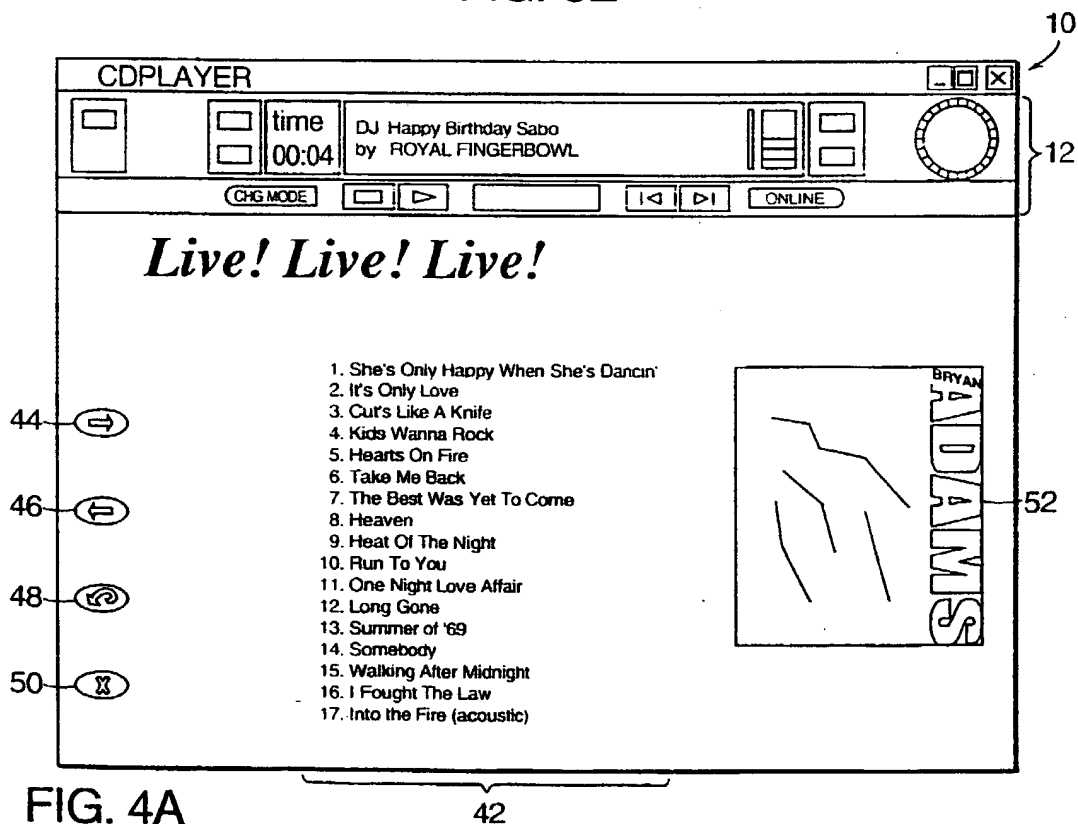 10
CDPLAYER
time
00:04
DJ Happy Birthday Sabo
by ROYAL FINGERBOWL
12
CHG MODE
ONLINE
Live! Live! Live!
1. She's Only Happy When She's Dancin'
2. It's Only Love
3. Cut's Like A Knife
4. Kids Wanna Rock
5. Hearts On Fire
6. Take Me Back
7. The Best Was Yet To Come
8. Heaven
9. Heat Of The Night
10. Run To You
11. One Night Love Affair
12. Long Gone
13. Summer of '69
14. Somebody
15. Walking After Midnight
16. I Fought The Law
17. Into the Fire (acoustic)
BRYAN
ADAMS
44
46
48
50
X
52
42
FIG. 4A